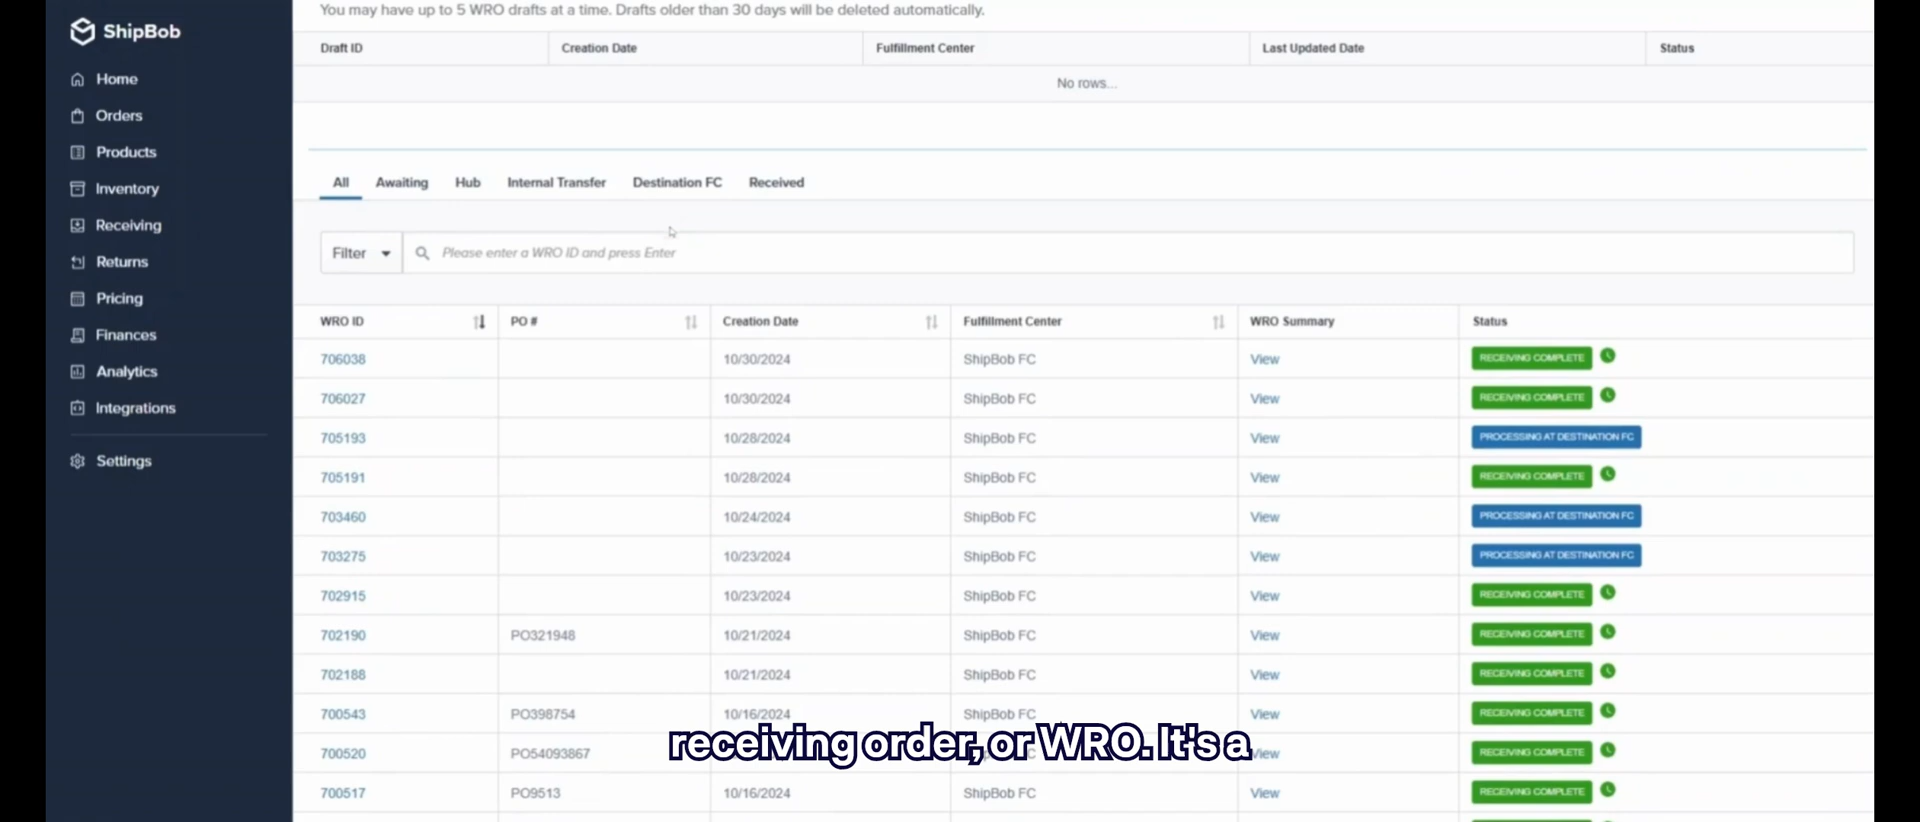 You may have up to 5 WRO drafts at a time. Drafts older than 30 days will be deleted automatically.
ShipBob
Home
Orders
Products
Inventory
Receiving
Returns
Pricing
Finances
Analytics
Integrations
Settings
Draft ID Creation Date Fulfillment Center Last Updated Date Status
No rows...
All Awaiting Hub Internal Transfer Destination FC Received
Filter Please enter a WRO ID and press Enter
WRO ID PO # Creation Date Fulfillment Center WRO Summary Status
706038 10/30/2024 ShipBob FC View RECEIVING COMPLETE
706027 10/30/2024 ShipBob FC View RECEIVING COMPLETE
705193 10/28/2024 ShipBob FC View PROCESSING AT DESTINATION FC
705191 10/28/2024 ShipBob FC View RECEIVING COMPLETE
703460 10/24/2024 ShipBob FC View PROCESSING AT DESTINATION FC
703275 10/23/2024 ShipBob FC View PROCESSING AT DESTINATION FC
702915 10/23/2024 ShipBob FC View RECEIVING COMPLETE
702190 PO321948 10/21/2024 ShipBob FC View RECEIVING COMPLETE
702188 10/21/2024 ShipBob FC View RECEIVING COMPLETE
700543 PO398754 10/16/2024 ShipBob FC View RECEIVING COMPLETE
700520 PO54093867 View RECEIVING COMPLETE
receiving order, or WRO. It's a
700517 PO9513 10/16/2024 ShipBob FC View RECEIVING COMPLETE